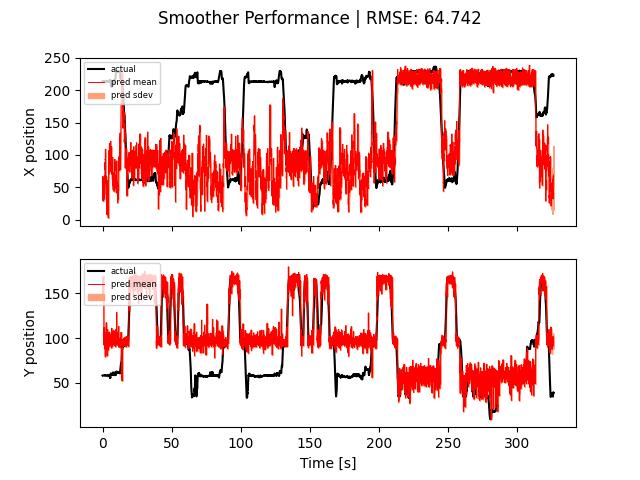 Smoother Performance | RMSE: 64.742
X position
250
200
150
100
50
0
actual
pred mean
pred sdev
Y position
150
100
50
actual
pred mean
pred sdev
0
50
100
150
200
250
300
Time [s]